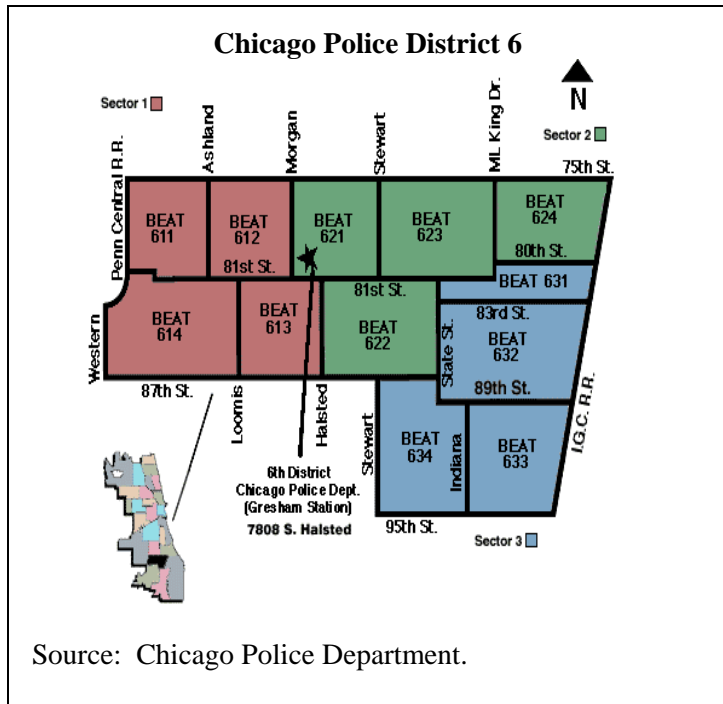 Chicago Police District 6
Sector 1
Ashland
Morgan
Stewart
ML King Dr.
N
Sector 2
75th St.
Penn Central R.R.
BEAT
611
BEAT
612
BEAT
621
BEAT
623
BEAT
624
80th St.
81st St.
81st St.
BEAT 631
83rd St.
Western
BEAT
614
BEAT
613
BEAT
622
State St.
BEAT
632
89th St.
87th St.
Loomis
Halsted
Stewart
I.G.C. R.R.
BEAT
634
Indiana
BEAT
633
6th District
Chicago Police Dept.
(Gresham Station)
7808 S. Halsted
95th St.
Sector 3
Source: Chicago Police Department.